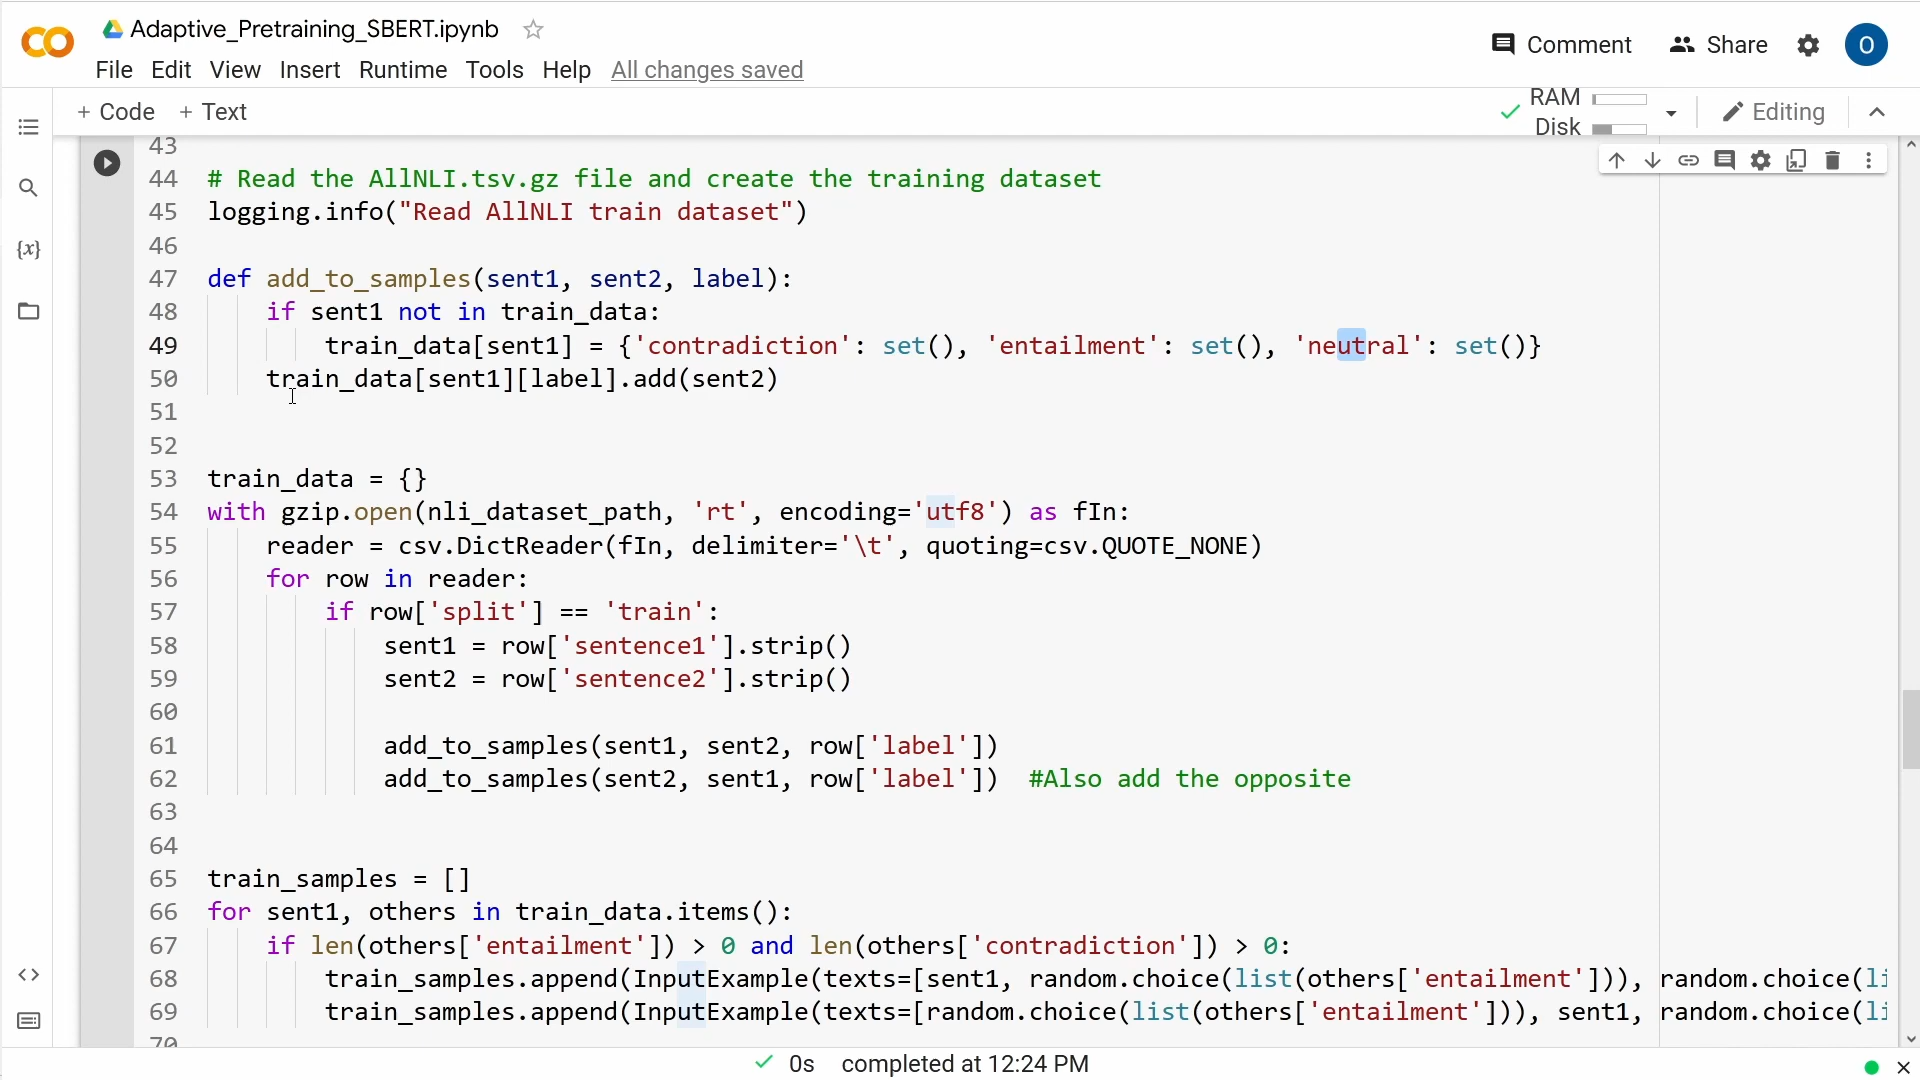 Adaptive_Pretraining_SBERT.ipynb
File Edit View Insert Runtime Tools Help All changes saved
Comment Share O
+ Code + Text
RAM
Disk
Editing
43
44 # Read the AllNLI.tsv.gz file and create the training dataset
45 logging.info("Read AllNLI train dataset")
46
47 def add_to_samples(sent1, sent2, label):
48 if sent1 not in train_data:
49 train_data[sent1] = {'contradiction': set(), 'entailment': set(), 'neutral': set()}
50 train_data[sent1][label].add(sent2)
51
52
53 train_data = {}
54 with gzip.open(nli_dataset_path, 'rt', encoding='utf8') as fIn:
55 reader = csv.DictReader(fIn, delimiter='\t', quoting=csv.QUOTE_NONE)
56 for row in reader:
57 if row['split'] == 'train':
58 sent1 = row['sentence1'].strip()
59 sent2 = row['sentence2'].strip()
60
61 add_to_samples(sent1, sent2, row['label'])
62 add_to_samples(sent2, sent1, row['label']) #Also add the opposite
63
64
65 train_samples = []
66 for sent1, others in train_data.items():
67 if len(others['entailment']) > 0 and len(others['contradiction']) > 0:
68 train_samples.append(InputExample(texts=[sent1, random.choice(list(others['entailment'])), random.choice(li
69 train_samples.append(InputExample(texts=[random.choice(list(others['entailment'])), sent1, random.choice(li
70
0s completed at 12:24 PM